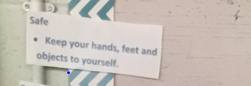 Safe
• Keep your hands, feet and
objects to yourself.